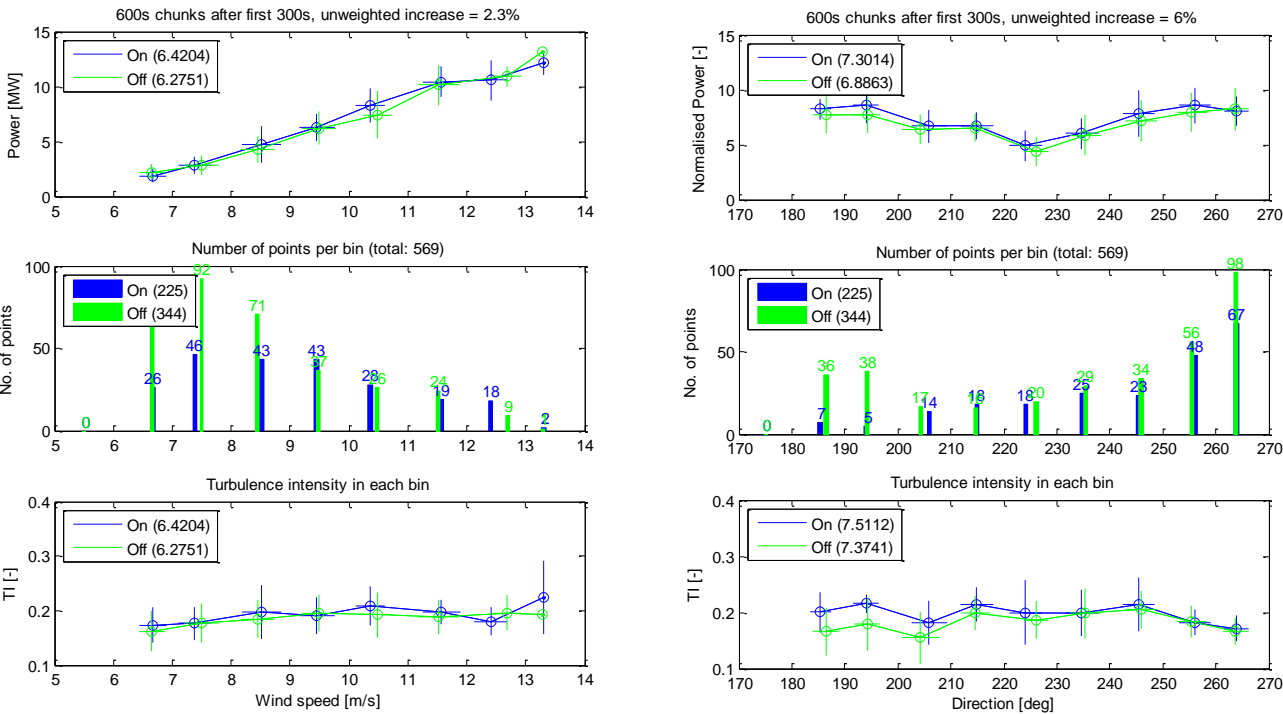 600s chunks after first 300s, unweighted increase = 2.3%
15
10
5
0
Power [MW]
On (6.4204)
Off (6.2751)
5 6 7 8 9 10 11 12 13 14
Number of points per bin (total: 569)
100
50
0
No. of points
On (225)
Off (344)
0 26 46 92 71 43 43 37 28 26 24 19 18 9 2
5 6 7 8 9 10 11 12 13 14
Turbulence intensity in each bin
0.4
0.3
0.2
0.1
TI [-]
On (6.4204)
Off (6.2751)
5 6 7 8 9 10 11 12 13 14
Wind speed [m/s]
600s chunks after first 300s, unweighted increase = 6%
15
10
5
0
Normalised Power [-]
On (7.3014)
Off (6.8863)
170 180 190 200 210 220 230 240 250 260 270
Number of points per bin (total: 569)
100
50
0
No. of points
On (225)
Off (344)
0 7 36 5 38 17 14 18 18 20 25 29 23 34 56 48 98 67
170 180 190 200 210 220 230 240 250 260 270
Turbulence intensity in each bin
0.4
0.3
0.2
0.1
TI [-]
On (7.5112)
Off (7.3741)
170 180 190 200 210 220 230 240 250 260 270
Direction [deg]